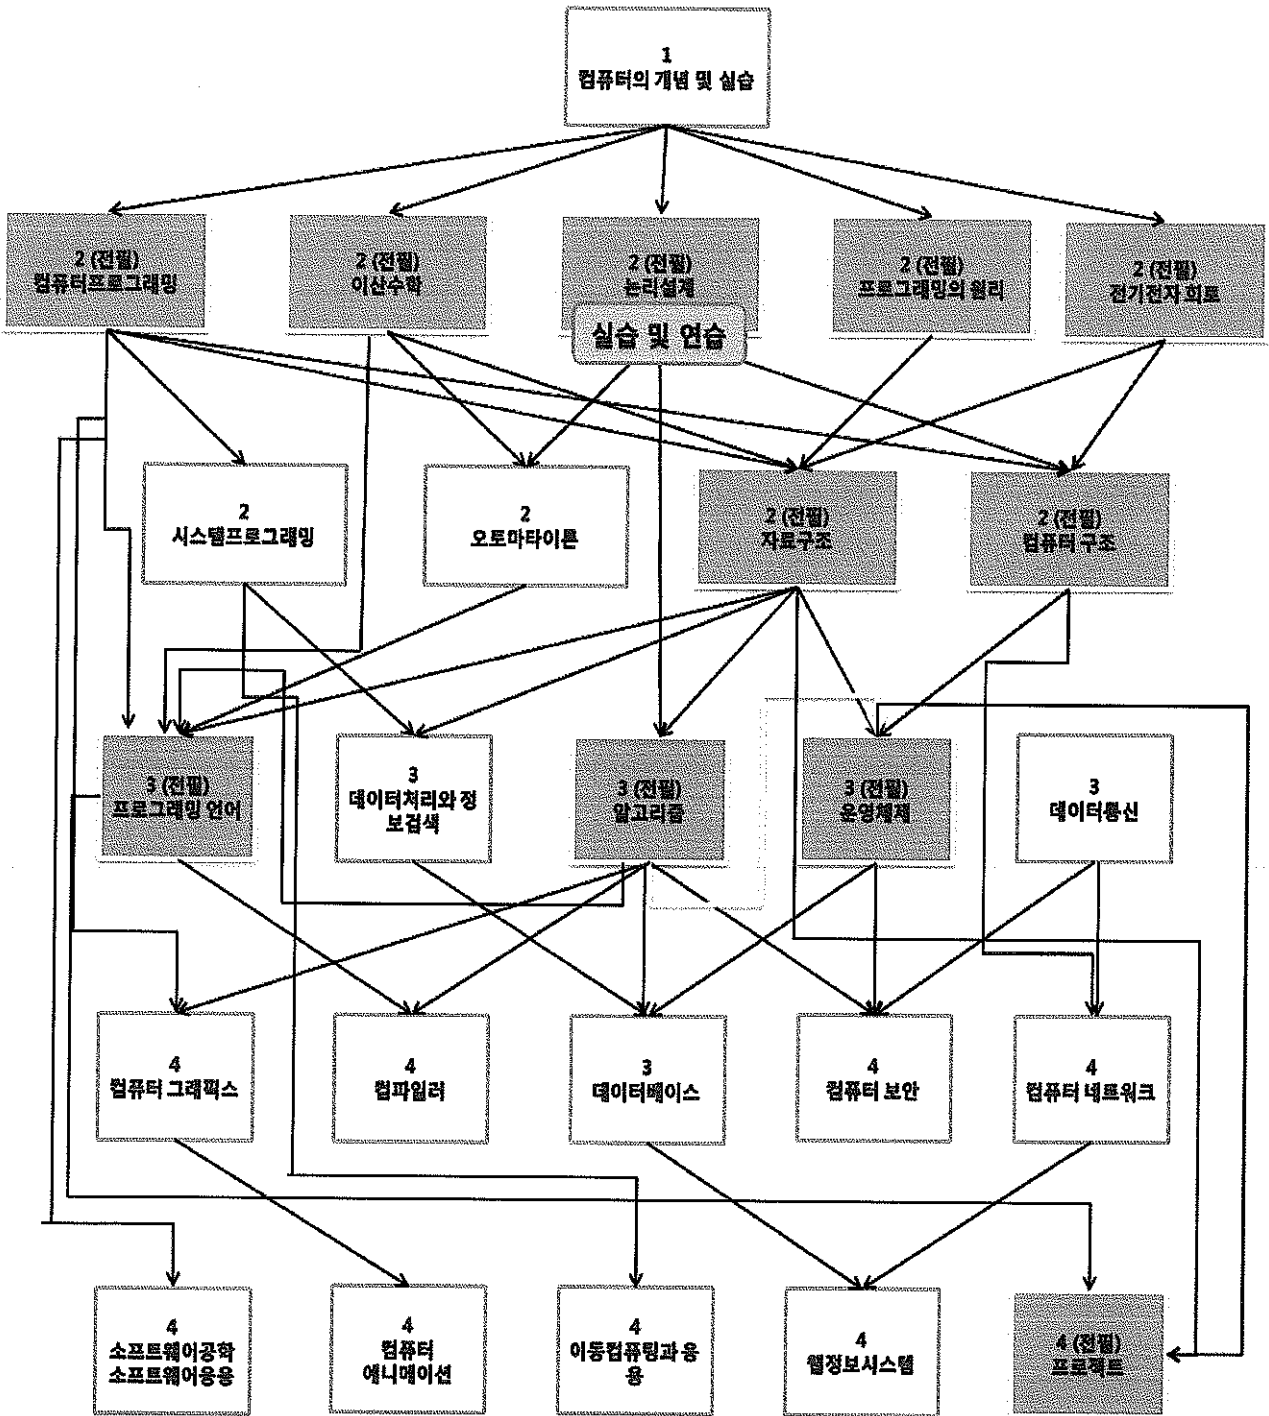 1
컴퓨터의 개념 및 실습
2 (전필)
컴퓨터프로그래밍
2 (전필)
이산수학
2 (전필)
논리설계
실습 및 연습
2 (전필)
프로그래밍의 원리
2 (전필)
전기전자 회로
2
시스템프로그래밍
2
오토마타이론
2 (전필)
자료구조
2 (전필)
컴퓨터 구조
3 (전필)
프로그래밍 언어
3
데이터처리와 정
보검색
3 (전필)
알고리즘
3 (전필)
운영체제
3
데이터통신
4
컴퓨터 그래픽스
4
컴파일러
3
데이터베이스
4
컴퓨터 보안
4
컴퓨터 네트워크
4
소프트웨어공학
소프트웨어응용
4
컴퓨터
애니메이션
4
이동컴퓨팅과 응
용
4
웹정보시스템
4 (전필)
프로젝트